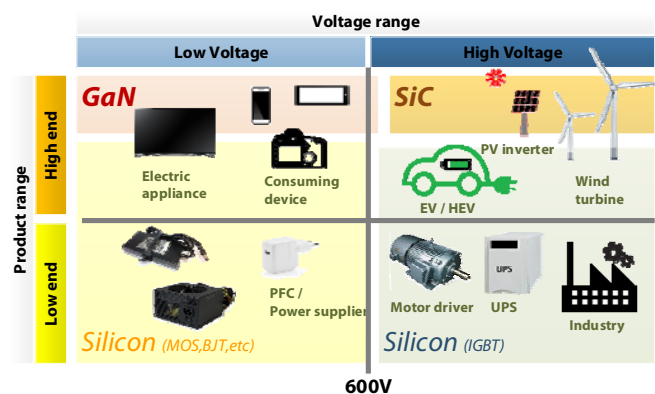 Voltage range
Low Voltage
High Voltage
Product range
High end
GaN
SiC
Electric
appliance
Consuming
device
PV inverter
EV / HEV
Wind
turbine
Low end
PFC /
Power supplier
Silicon (MOS,BJT,etc)
Motor driver
UPS
UPS
Industry
Silicon (IGBT)
600V